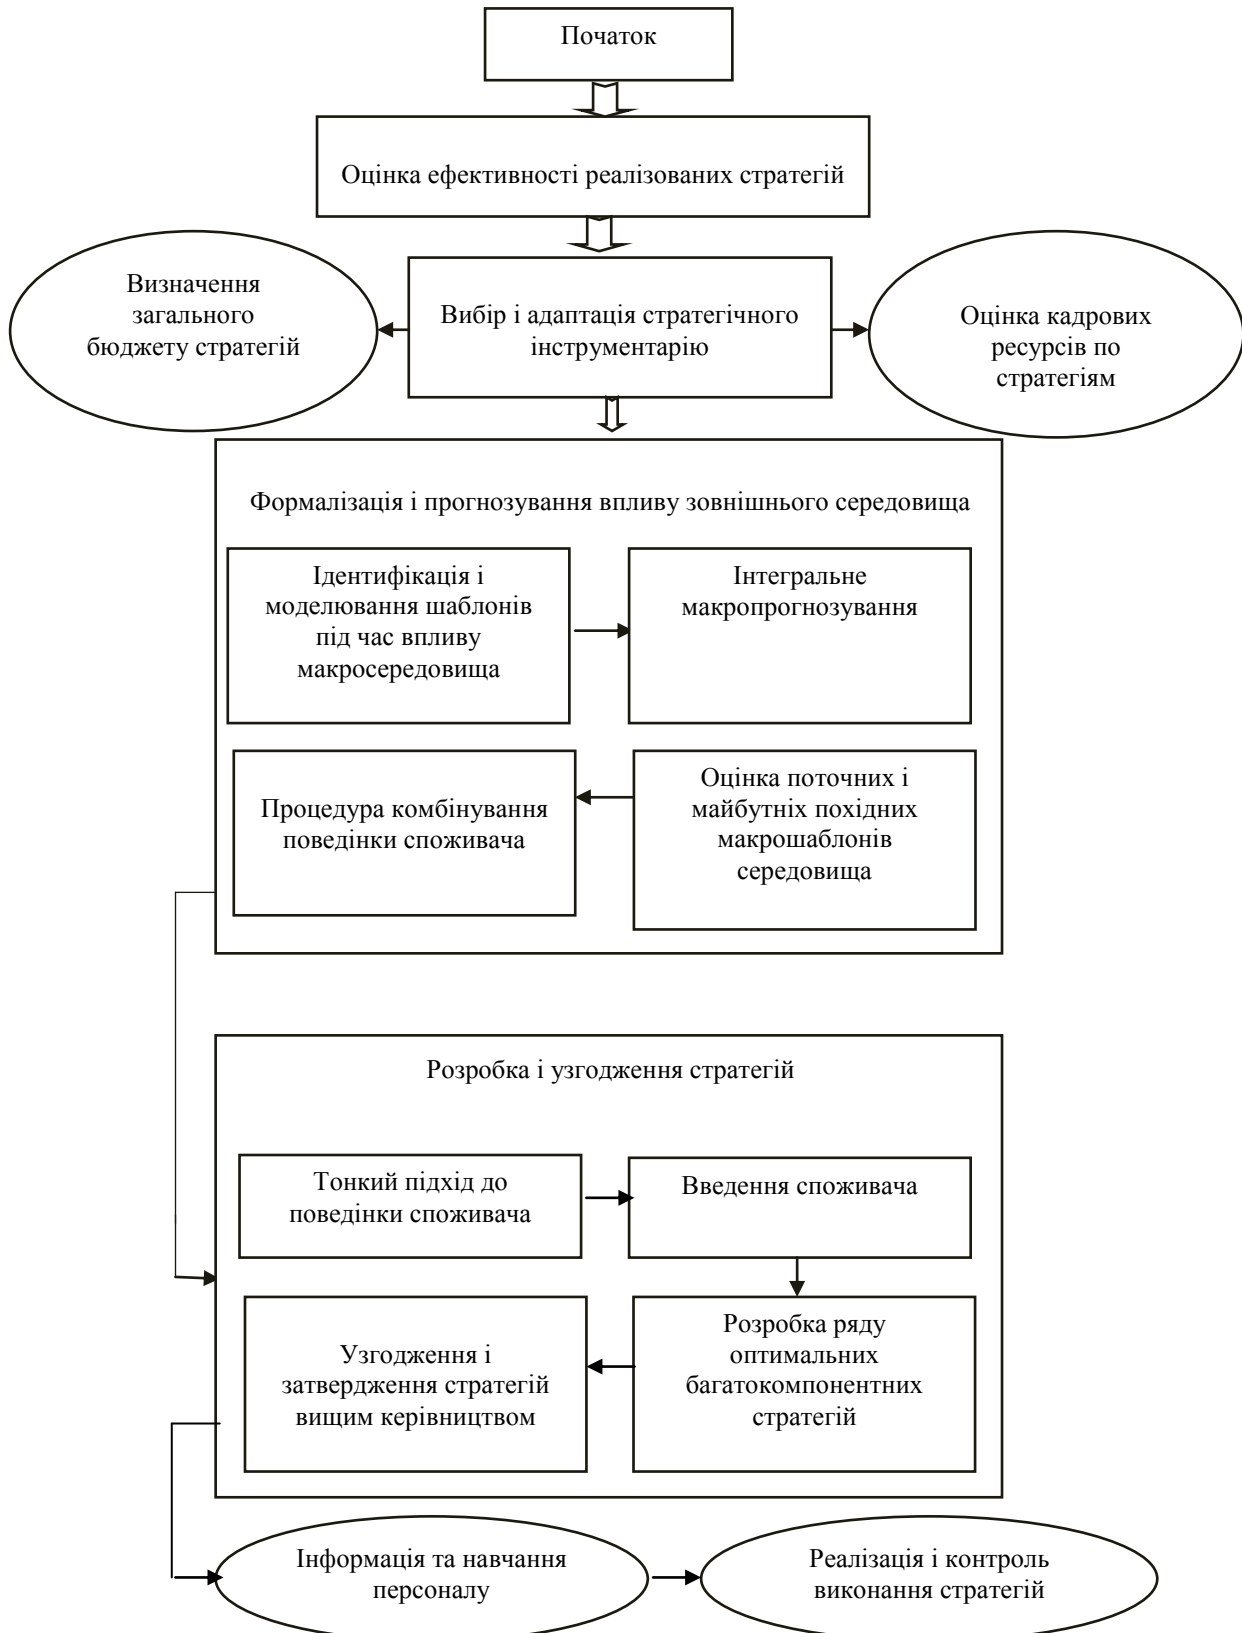 Початок
Оцінка ефективності реалізованих стратегій
Визначення
загального
бюджету стратегій
Вибір і адаптація стратегічного
інструментарію
Оцінка кадрових
ресурсів по
стратегіям
Формалізація і прогнозування впливу зовнішнього середовища
Ідентифікація і
моделювання шаблонів
під час впливу
макросередовища
Інтегральне
макропрогнозування
Процедура комбінування
поведінки споживача
Оцінка поточних і
майбутніх похідних
макрошаблонів
середовища
Розробка і узгодження стратегій
Тонкий підхід до
поведінки споживача
Введення споживача
Узгодження і
затвердження стратегій
вищим керівництвом
Розробка ряду
оптимальних
багатокомпонентних
стратегій
Інформація та навчання
персоналу
Реалізація і контроль
виконання стратегій